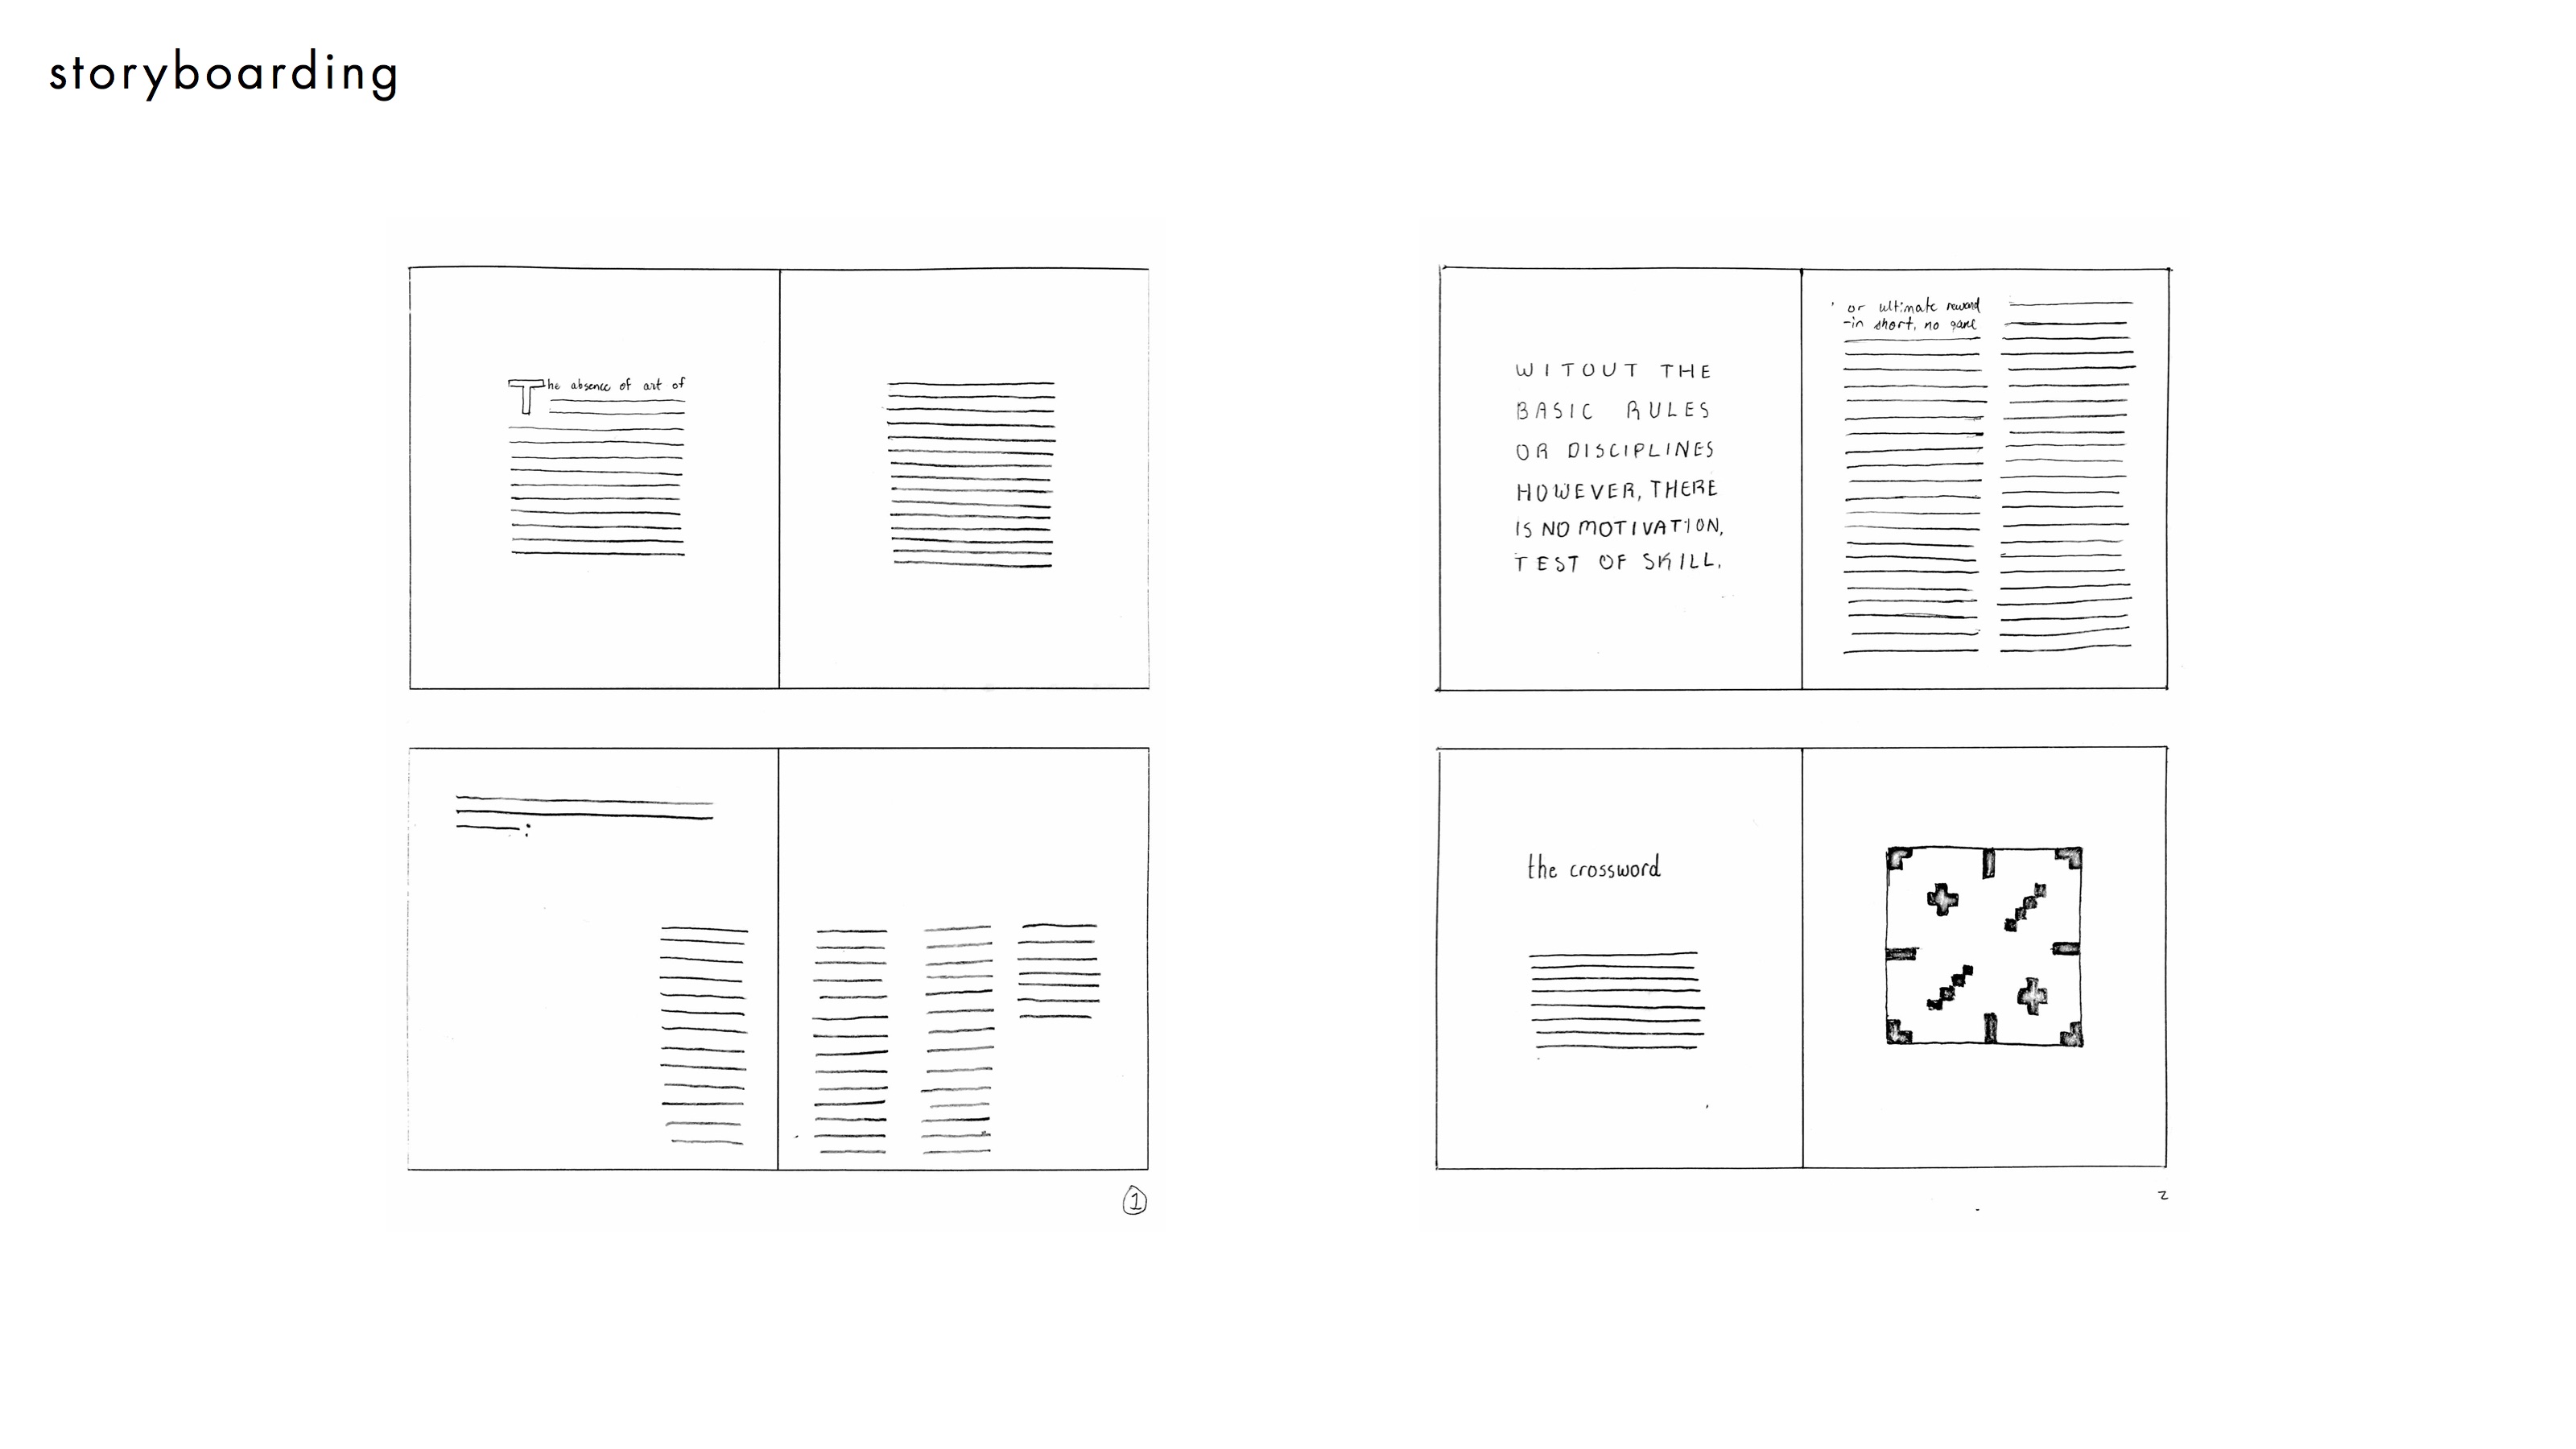 storyboarding
The absence of art of
①
WITOUT THE
BASIC RULES
OR DISCIPLINES
HOWEVER, THERE
IS NO MOTIVATION,
TEST OF SKILL,
or ultimate reward
-in short, no game
the crossword
2